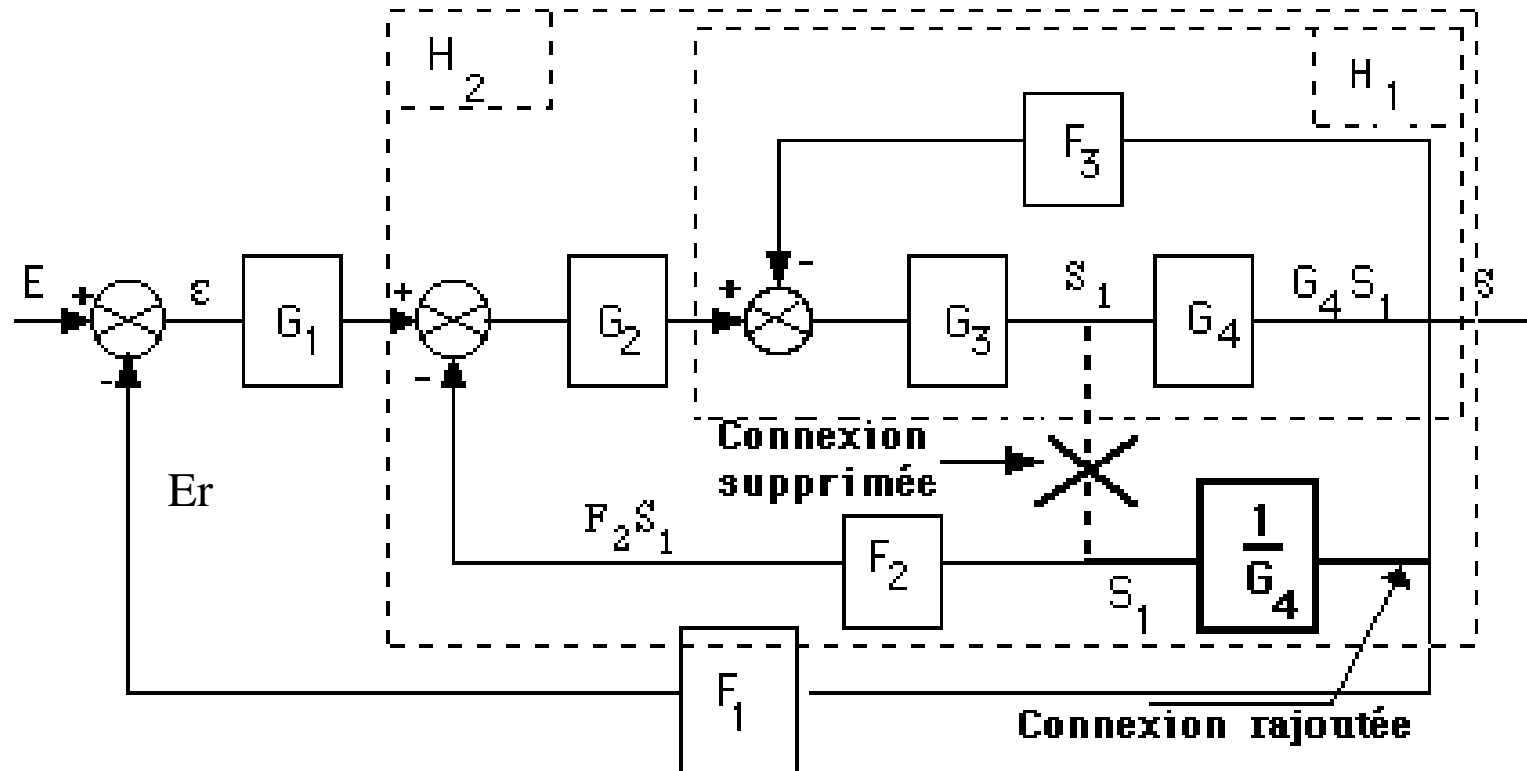 H2
H1
F3
E + ε G1 + G2 + - G3 S1 G4 G4S1 S
- -
Connexion
supprimée
Er
F2S1 F2 S1 1/G4
F1
Connexion rajoutée